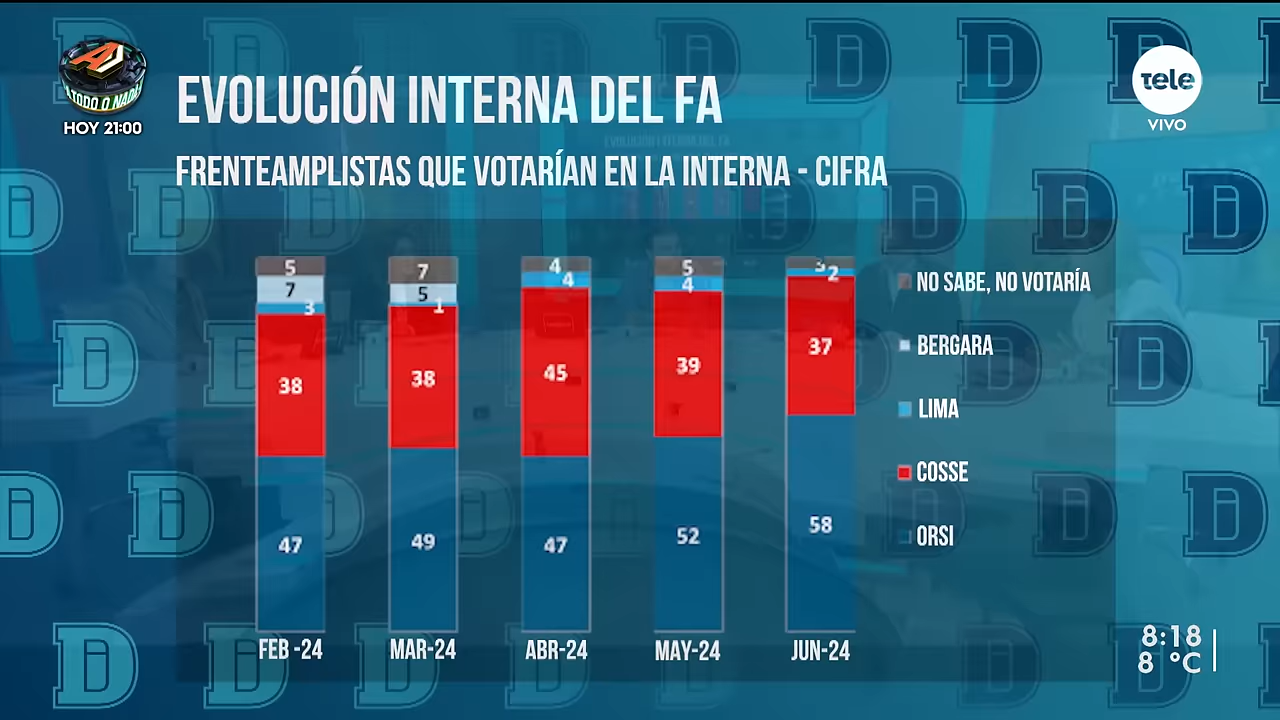 EVOLUCIÓN INTERNA DEL FA
FRENTEAMPLISTAS QUE VOTARÍAN EN LA INTERNA - CIFRA
A TODO O NADA
HOY 21:00
tele
VIVO
5 7 4 5 3
7 5 4 4 2
3 1
38 38 45 39 37
47 49 47 52 58
FEB -24 MAR-24 ABR-24 MAY-24 JUN-24
NO SABE, NO VOTARÍA
BERGARA
LIMA
COSSE
ORSI
8:18
8 °C